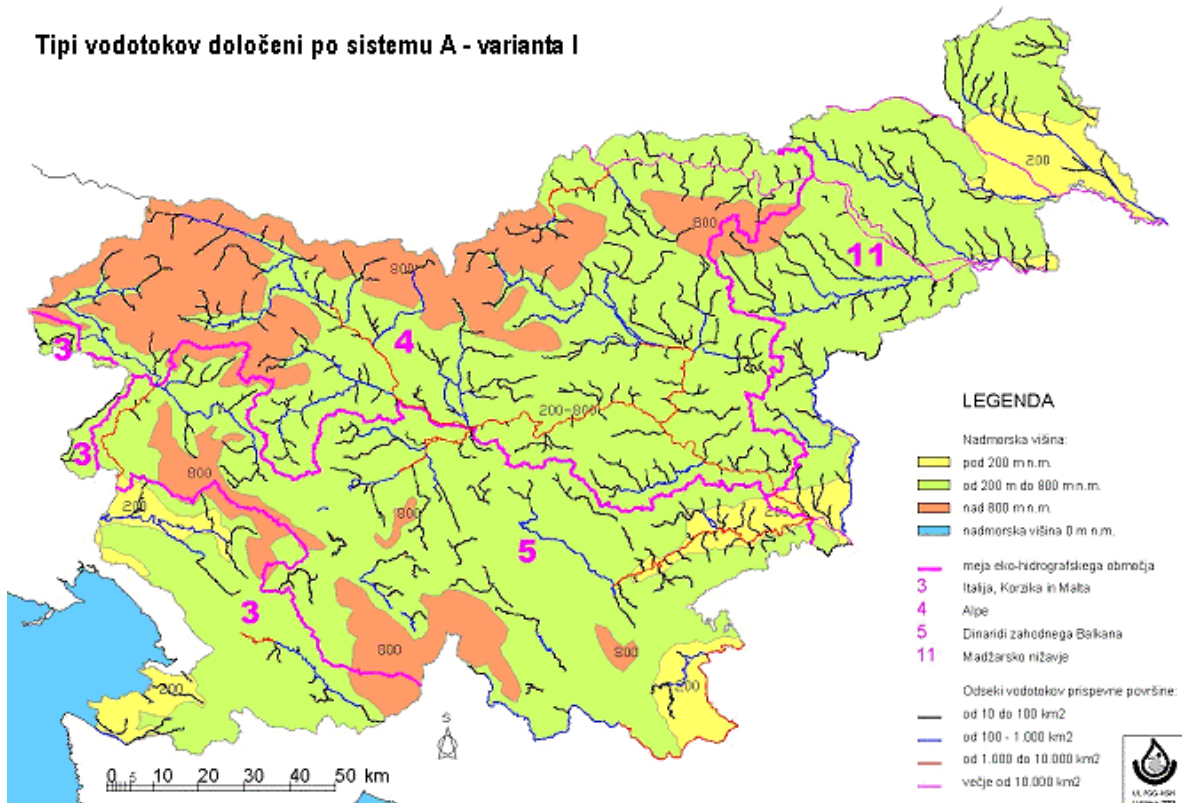 Tipi vodotokov določeni po sistemu A - varianta I
200
800
800
11
3
4
200-800
3
800
200
800
200
5
3
800
800
200
200
S
0 5 10 20 30 40 50 km
LEGENDA
Nadmorska višina:
pod 200 m n.m.
od 200 m do 800 m n.m.
nad 800 m n.m.
nadmorska višina 0 m n.m.
meja eko-hidrografskega območja
3 Italija, Korzika in Malta
4 Alpe
5 Dinaridi zahodnega Balkana
11 Madžarsko nižavje
Odseki vodotokov prispevne površine:
od 10 do 100 km2
od 100 - 1.000 km2
od 1.000 do 10.000 km2
večje od 10.000 km2